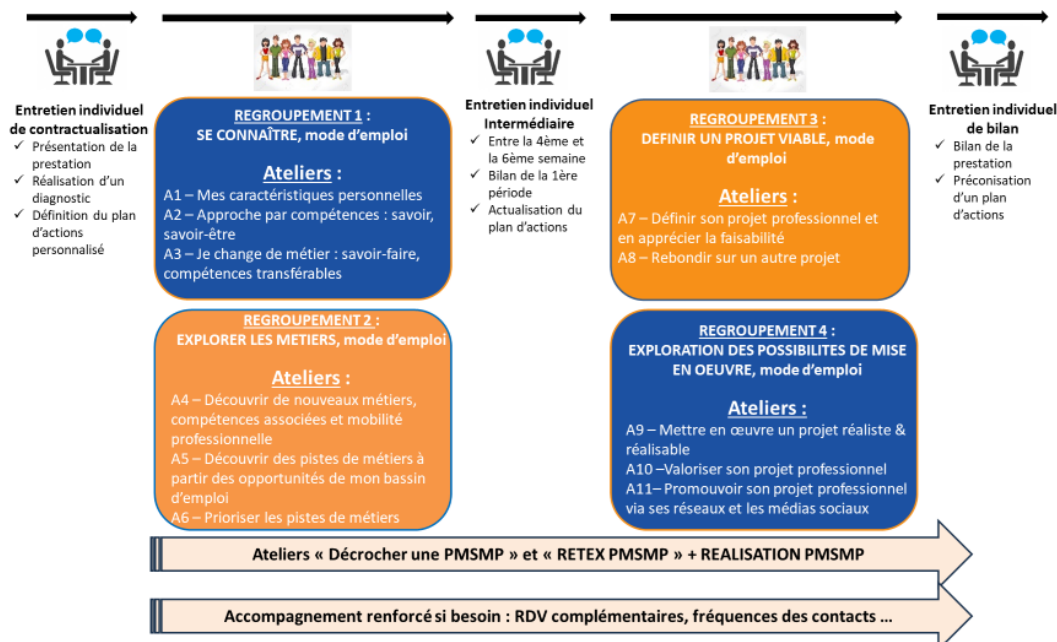 Entretien individuel
de contractualisation
✓ Présentation de la
prestation
✓ Réalisation d'un
diagnostic
✓ Définition du plan
d'actions
personnalisé
REGROUPEMENT 1 :
SE CONNAÎTRE, mode d'emploi
Ateliers :
A1 – Mes caractéristiques personnelles
A2 – Approche par compétences : savoir,
savoir-être
A3 – Je change de métier : savoir-faire,
compétences transférables
REGROUPEMENT 2 :
EXPLORER LES METIERS, mode d'emploi
Ateliers :
A4 – Découvrir de nouveaux métiers,
compétences associées et mobilité
professionnelle
A5 – Découvrir des pistes de métiers à
partir des opportunités de mon bassin
d'emploi
A6 – Prioriser les pistes de métiers
Entretien individuel
Intermédiaire
✓ Entre la 4ème et
la 6ème semaine
✓ Bilan de la 1ère
période
✓ Actualisation du
plan d'actions
REGROUPEMENT 3 :
DEFINIR UN PROJET VIABLE, mode
d'emploi
Ateliers :
A7 – Définir son projet professionnel et
en apprécier la faisabilité
A8 – Rebondir sur un autre projet
REGROUPEMENT 4 :
EXPLORATION DES POSSIBILITES DE MISE
EN OEUVRE, mode d'emploi
Ateliers :
A9 – Mettre en œuvre un projet réaliste &
réalisable
A10 –Valoriser son projet professionnel
A11– Promouvoir son projet professionnel
via ses réseaux et les médias sociaux
Entretien individuel
de bilan
✓ Bilan de la
prestation
✓ Préconisation
d'un plan
d'actions
Ateliers « Décrocher une PMSMP » et « RETEX PMSMP » + REALISATION PMSMP
Accompagnement renforcé si besoin : RDV complémentaires, fréquences des contacts ...